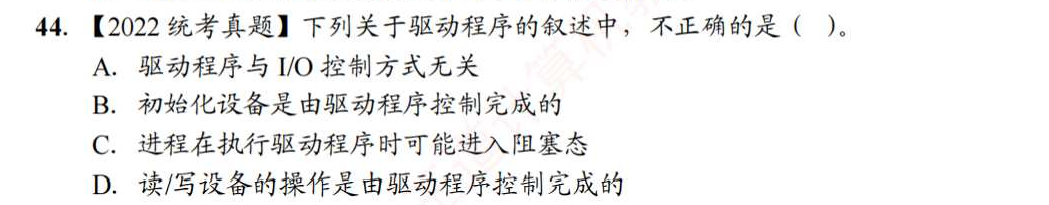 44. 【2022 统考真题】下列关于驱动程序的叙述中，不正确的是（ ）。
A. 驱动程序与 I/O 控制方式无关
B. 初始化设备是由驱动程序控制完成的
C. 进程在执行驱动程序时可能进入阻塞态
D. 读/写设备的操作是由驱动程序控制完成的